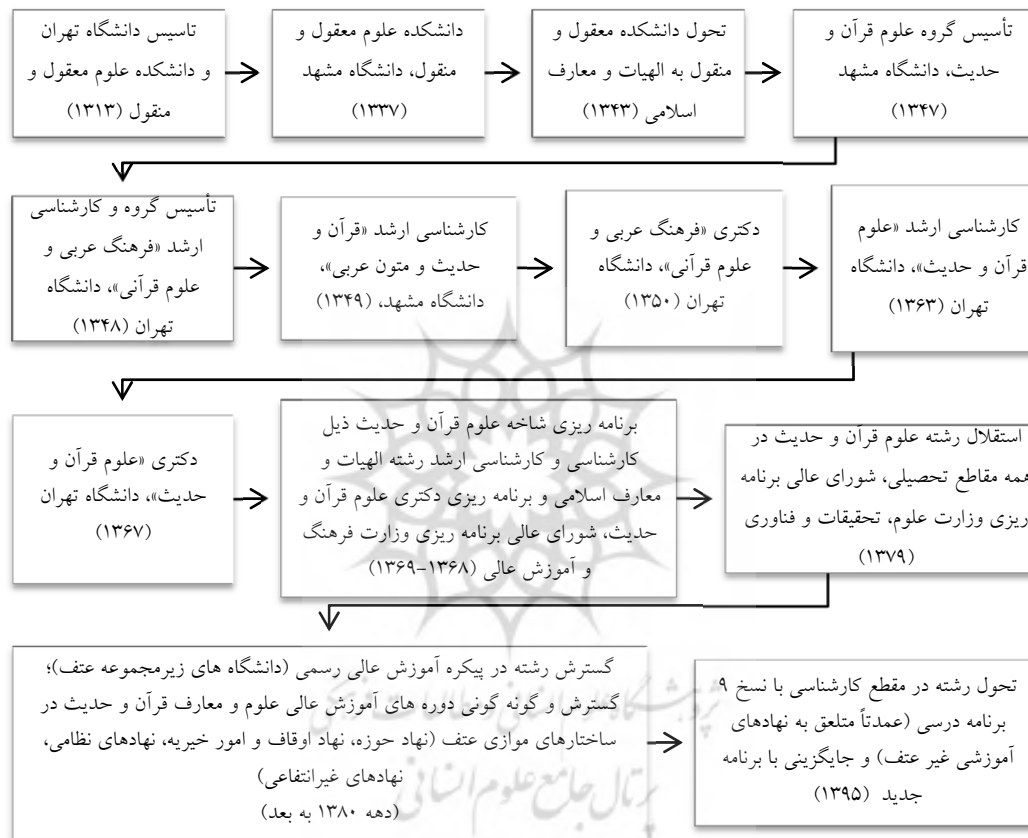 تاسیس دانشگاه تهران
و دانشکده علوم معقول و
منقول (۱۳۱۳)
دانشکده علوم معقول و
منقول، دانشگاه مشهد
(۱۳۳۷)
تحول دانشکده معقول و
منقول به الهیات و معارف
اسلامی (۱۳۴۳)
تأسیس گروه علوم قرآن و
حدیث، دانشگاه مشهد
(۱۳۴۷)
تأسیس گروه و کارشناسی
ارشد «فرهنگ عربی و
علوم قرآنی»، دانشگاه
تهران (۱۳۴۸)
کارشناسی ارشد «قرآن و
حدیث و متون عربی»،
دانشگاه مشهد، (۱۳۴۹)
دکتری «فرهنگ عربی و
علوم قرآنی»، دانشگاه
تهران (۱۳۵۰)
کارشناسی ارشد «علوم
قرآن و حدیث»، دانشگاه
تهران (۱۳۶۳)
دکتری «علوم قرآن و
حدیث»، دانشگاه تهران
(۱۳۶۷)
برنامه ریزی شاخه علوم قرآن و حدیث ذیل
کارشناسی و کارشناسی ارشد رشته الهیات و
معارف اسلامی و برنامه ریزی دکتری علوم قرآن و
حدیث، شورای عالی برنامه ریزی وزارت فرهنگ
و آموزش عالی (۱۳۶۸-۱۳۶۹)
استقلال رشته علوم قرآن و حدیث در
همه مقاطع تحصیلی، شورای عالی برنامه
ریزی وزارت علوم، تحقیقات و فناوری
(۱۳۷۹)
گسترش رشته در پیکره آموزش عالی رسمی (دانشگاه های زیرمجموعه عتف)؛
گسترش و گونه گونی دوره های آموزش عالی علوم و معارف قرآن و حدیث در
ساختارهای موازی عتف (نهاد حوزه، نهاد اوقاف و امور خیریه، نهادهای نظامی،
نهادهای غیرانتفاعی)
(دهه ۱۳۸۰ به بعد)
تحول رشته در مقطع کارشناسی با نسخ ۹
برنامه درسی (عمدتاً متعلق به نهادهای
آموزشی غیر عتف) و جایگزینی با برنامه
جدید (۱۳۹۵)
پژوهشگاه علوم انسانی و مطالعات فرهنگی
پرتال جامع علوم انسانی